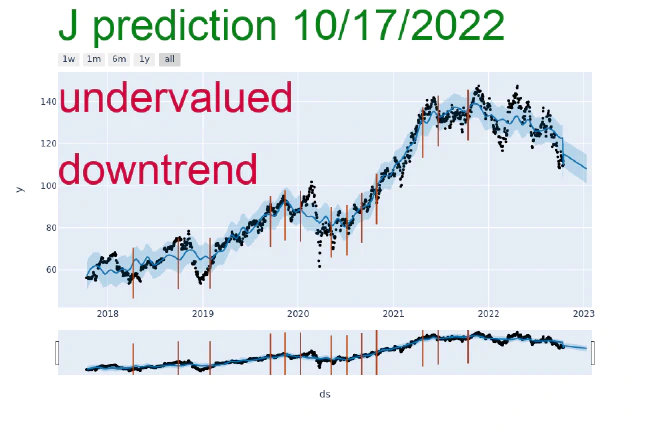 J prediction 10/17/2022
1w 1m 6m 1y all
undervalued
downtrend
140
120
100
80
60
y
2018 2019 2020 2021 2022 2023
ds